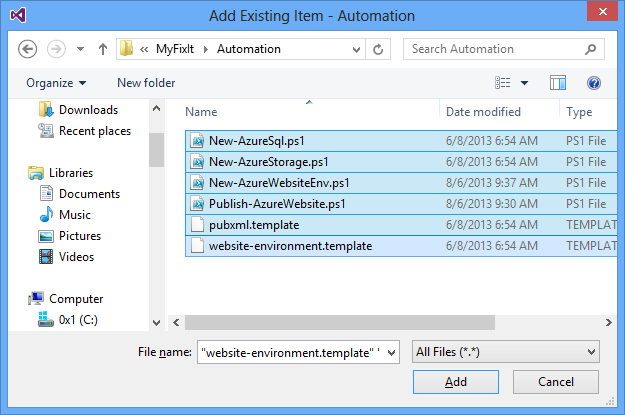 Add Existing Item - Automation
« MyFixIt ▸ Automation
Search Automation
Organize New folder
Downloads
Recent places
Libraries
Documents
Music
Pictures
Videos
Computer
0x1 (C:)
Name Date modified Type
New-AzureSql.ps1 6/8/2013 6:54 AM PS1 File
New-AzureStorage.ps1 6/8/2013 6:54 AM PS1 File
New-AzureWebsiteEnv.ps1 8/6/2013 9:37 AM PS1 File
Publish-AzureWebsite.ps1 8/6/2013 9:30 AM PS1 File
pubxml.template 6/8/2013 6:54 AM TEMPLAT
website-environment.template 6/8/2013 6:54 AM TEMPLAT
File name: "website-environment.template" " All Files (*.*)
Add Cancel